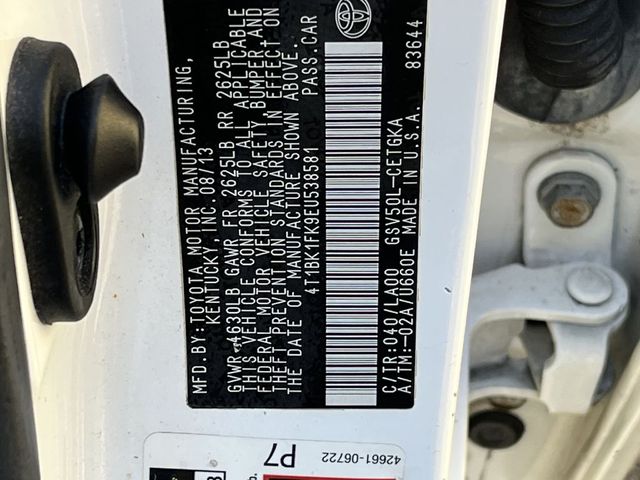 MFD. BY: TOYOTA MOTOR MANUFACTURING,
KENTUCKY, INC. 08/13
GVWR 4630LB GAWR FR 2625LB RR 2625LB
THIS VEHICLE CONFORMS TO ALL APPLICABLE
FEDERAL MOTOR VEHICLE SAFETY, BUMPER, AND
THEFT PREVENTION STANDARDS IN EFFECT ON
THE DATE OF MANUFACTURE SHOWN ABOVE.
4T1BK1FK9EU538581 PASS. CAR
C/TR: 040/LA00 GSV50L-CETGKA
A/TM: -02A/U660E MADE IN U.S.A. 83644
42661-06722
P7